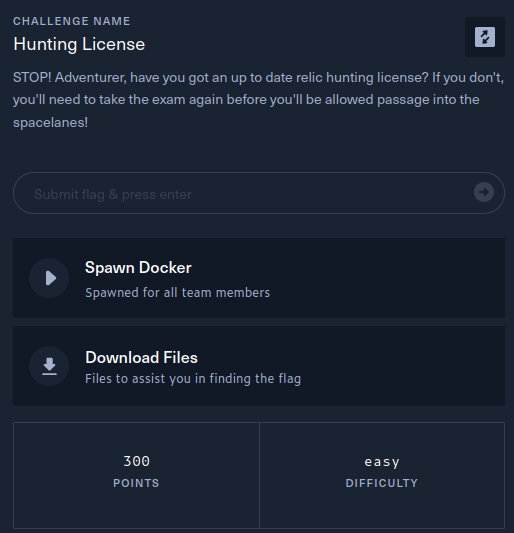 CHALLENGE NAME
Hunting License
STOP! Adventurer, have you got an up to date relic hunting license? If you don't,
you'll need to take the exam again before you'll be allowed passage into the
spacelanes!
Submit flag & press enter
Spawn Docker
Spawned for all team members
Download Files
Files to assist you in finding the flag
300
POINTS
easy
DIFFICULTY